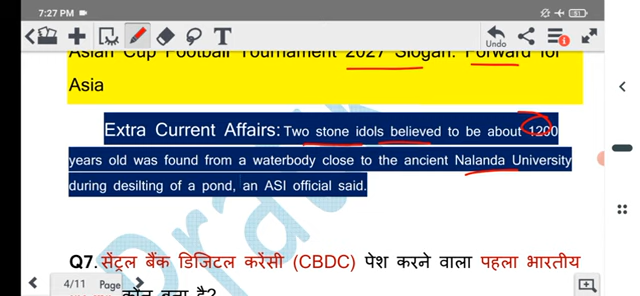 7:27 PM
51
Undo
Asian Cup Football Tournament 2027 Slogan: Forward for
Asia
Extra Current Affairs: Two stone idols believed to be about 1200
years old was found from a waterbody close to the ancient Nalanda University
during desilting of a pond, an ASI official said.
Q7. सेंट्रल बैंक डिजिटल करेंसी (CBDC) पेश करने वाला पहला भारतीय
कौन बना है?
4/11 Page